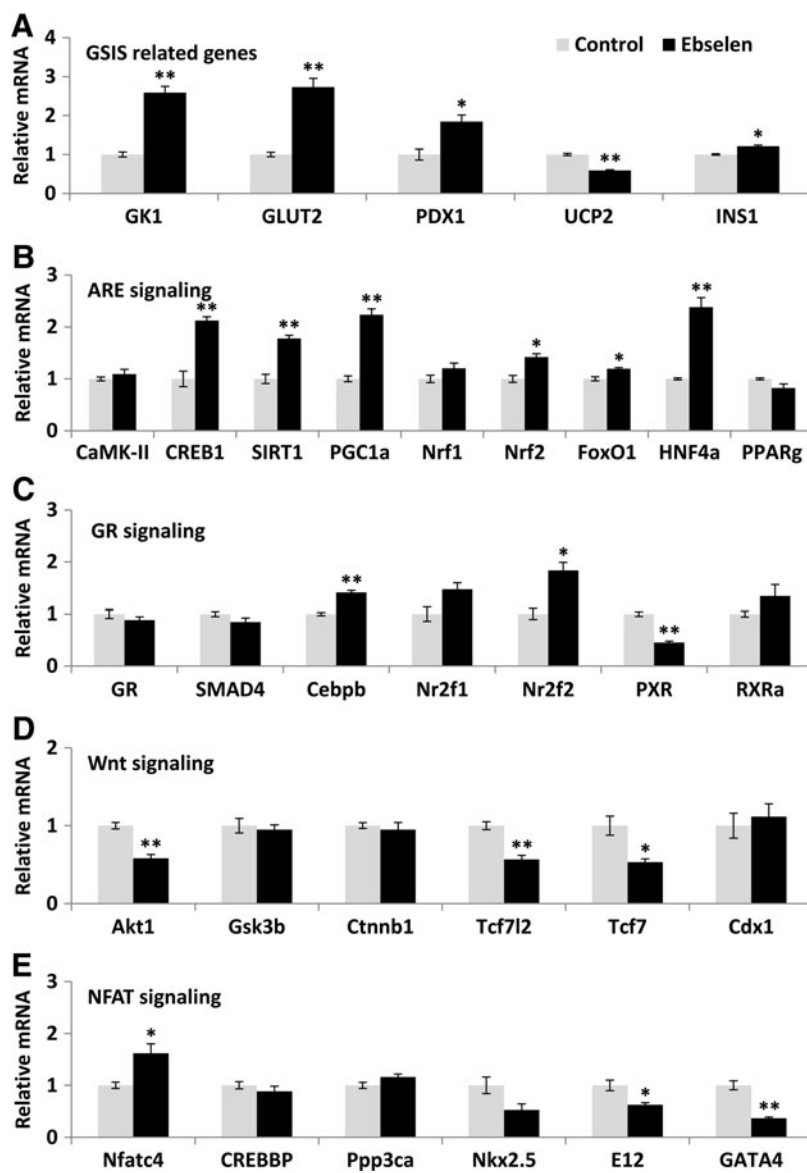 A
GSIS related genes
Control Ebselen
Relative mRNA
4
3
2
1
0
** ** * ** *
GK1 GLUT2 PDX1 UCP2 INS1
B
ARE signaling
Relative mRNA
3
2
1
0
** ** ** * * **
CaMK-II CREB1 SIRT1 PGC1a Nrf1 Nrf2 FoxO1 HNF4a PPARg
C
GR signaling
Relative mRNA
3
2
1
0
** * **
GR SMAD4 Cebpb Nr2f1 Nr2f2 PXR RXRa
D
Wnt signaling
Relative mRNA
2
1
0
** ** *
Akt1 Gsk3b Ctnnb1 Tcf7l2 Tcf7 Cdx1
E
NFAT signaling
Relative mRNA
3
2
1
0
* * **
Nfatc4 CREBBP Ppp3ca Nkx2.5 E12 GATA4